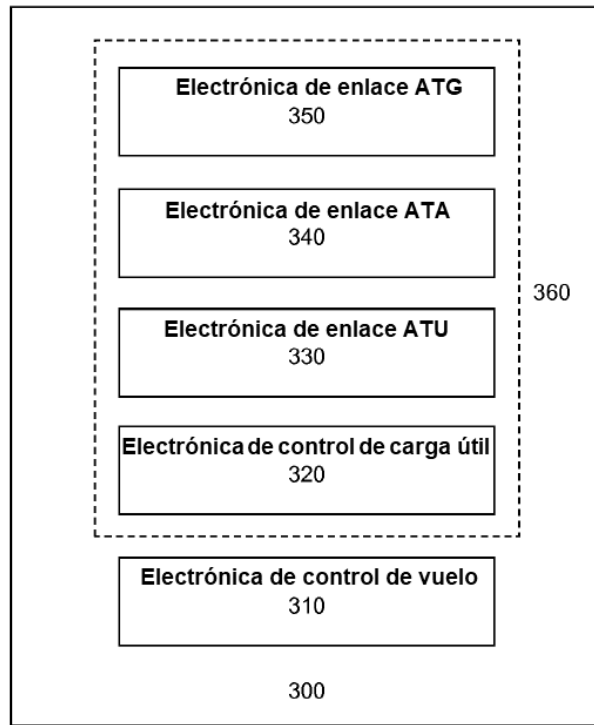 Electrónica de enlace ATG
350
Electrónica de enlace ATA
340
360
Electrónica de enlace ATU
330
Electrónica de control de carga útil
320
Electrónica de control de vuelo
310
300